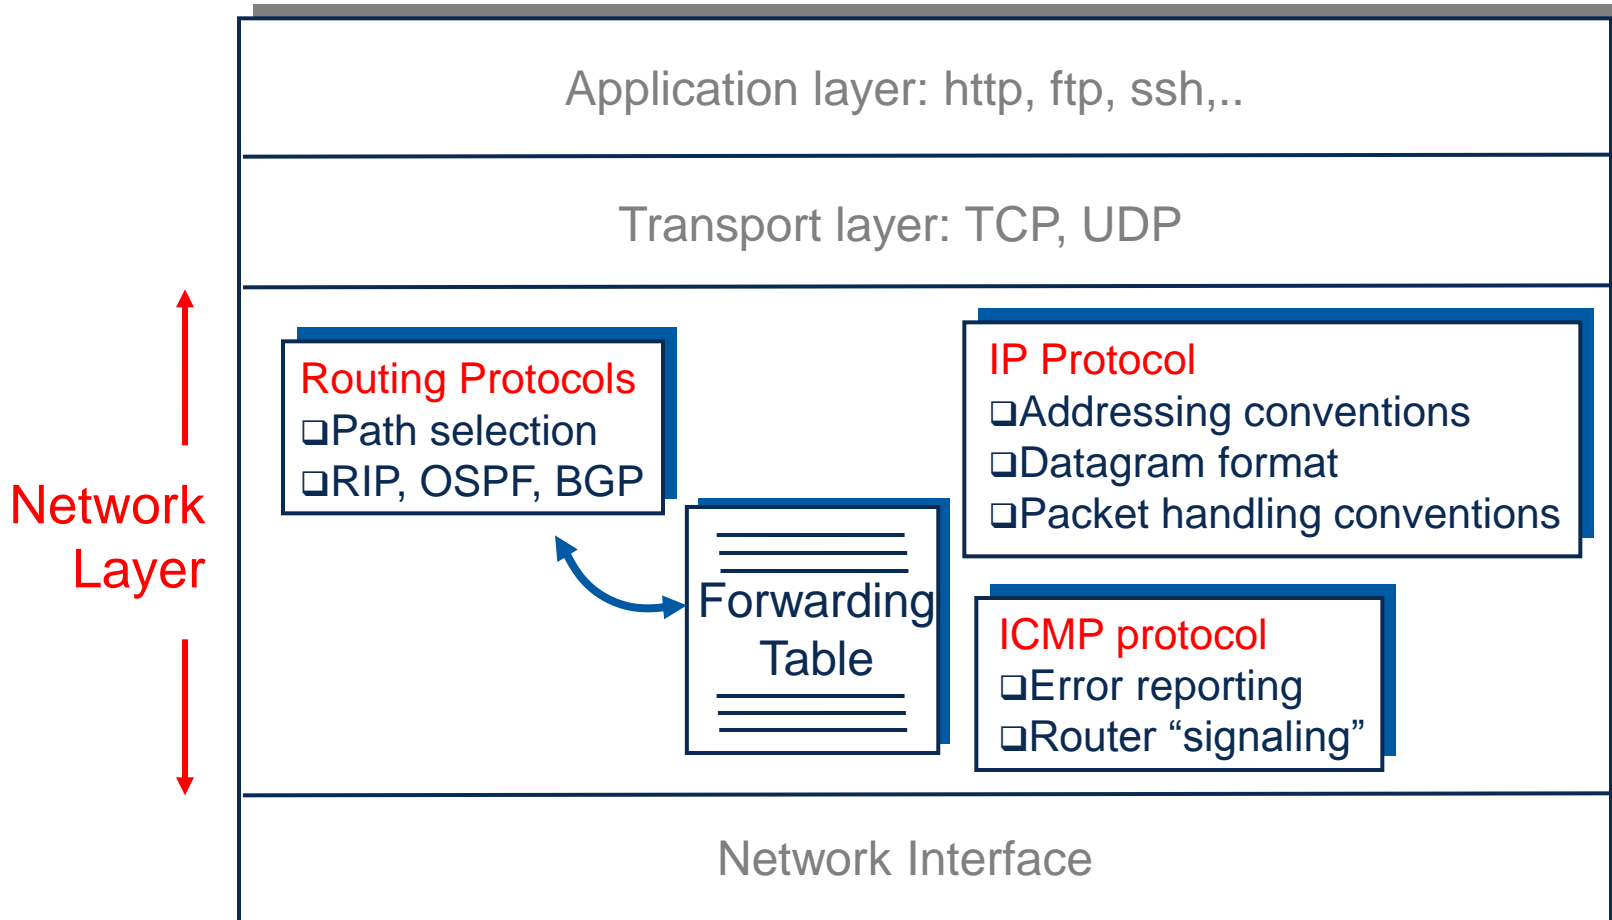 Application layer: http, ftp, ssh,..
Transport layer: TCP, UDP
Network
Layer
Routing Protocols
❑Path selection
❑RIP, OSPF, BGP
Forwarding
Table
IP Protocol
❑Addressing conventions
❑Datagram format
❑Packet handling conventions
ICMP protocol
❑Error reporting
❑Router “signaling”
Network Interface